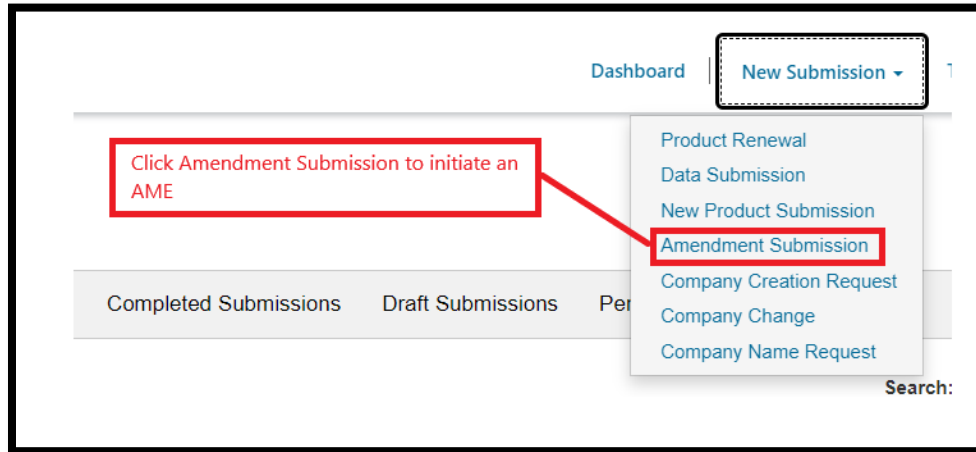 Dashboard New Submission
Click Amendment Submission to initiate an
AME
Product Renewal
Data Submission
New Product Submission
Amendment Submission
Company Creation Request
Company Change
Company Name Request
Completed Submissions Draft Submissions
Search: